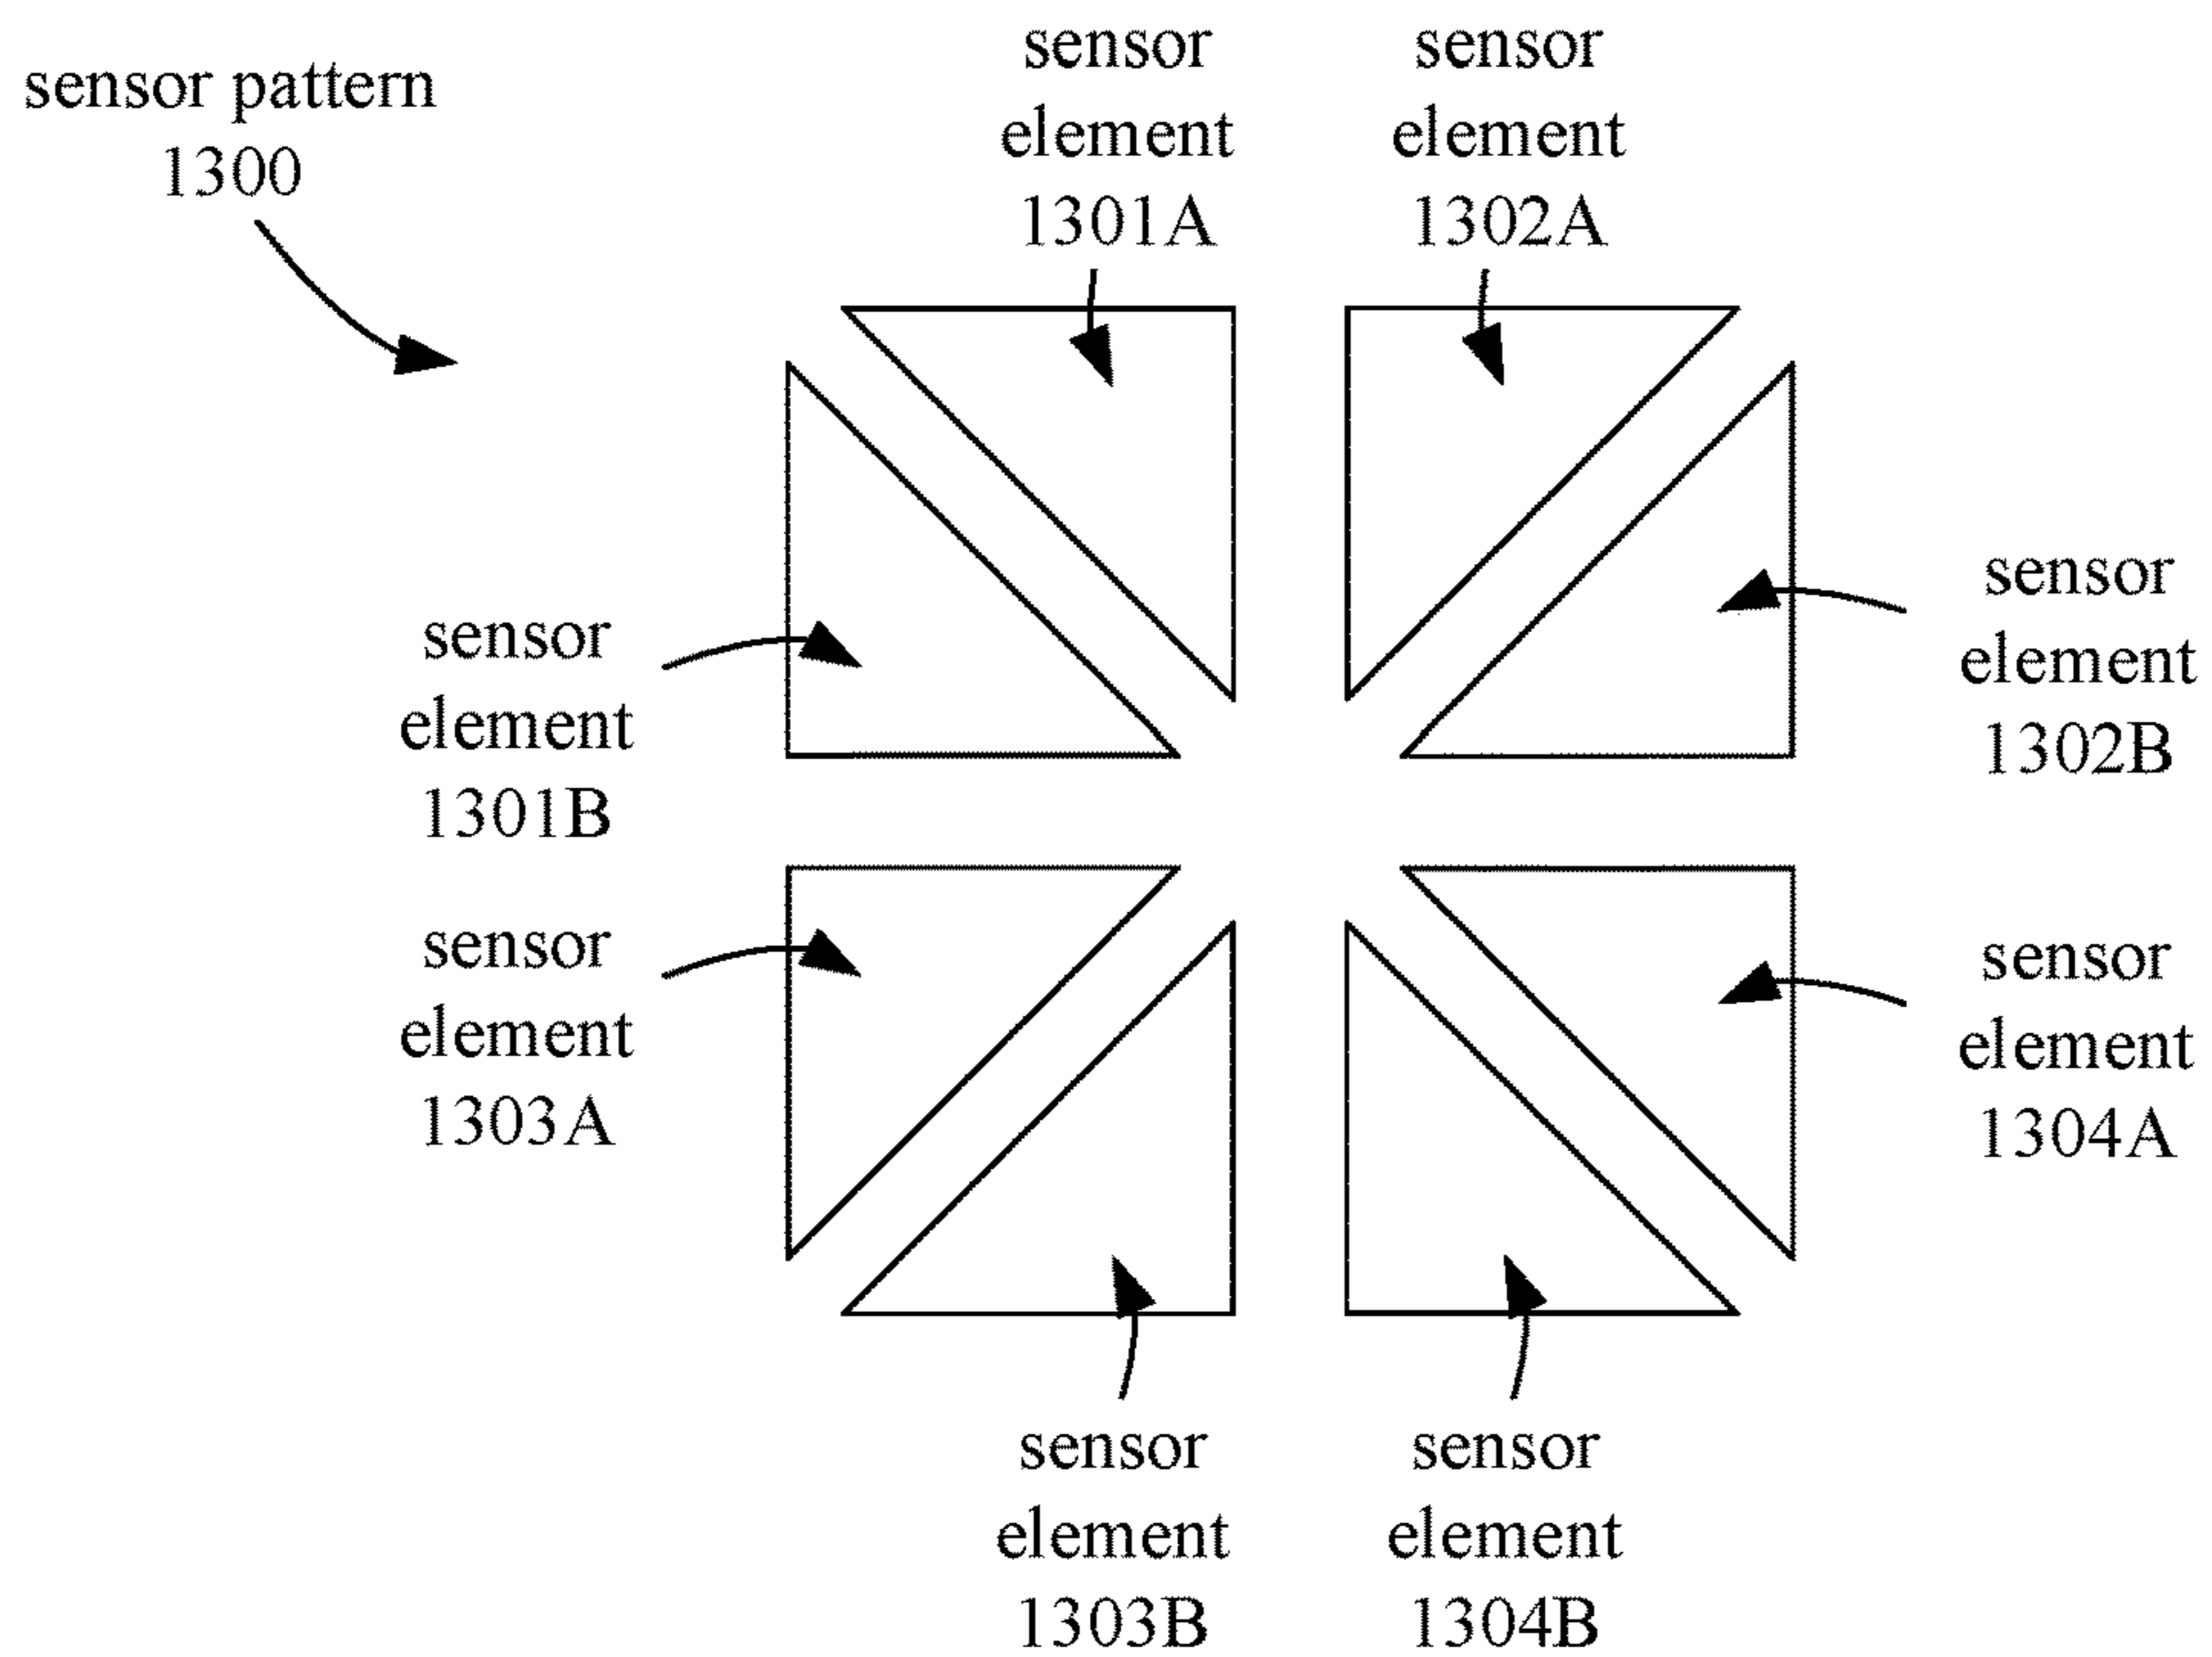 sensor pattern
1300
sensor
element
1301A
sensor
element
1302A
sensor
element
1301B
sensor
element
1302B
sensor
element
1303A
sensor
element
1304A
sensor
element
1303B
sensor
element
1304B